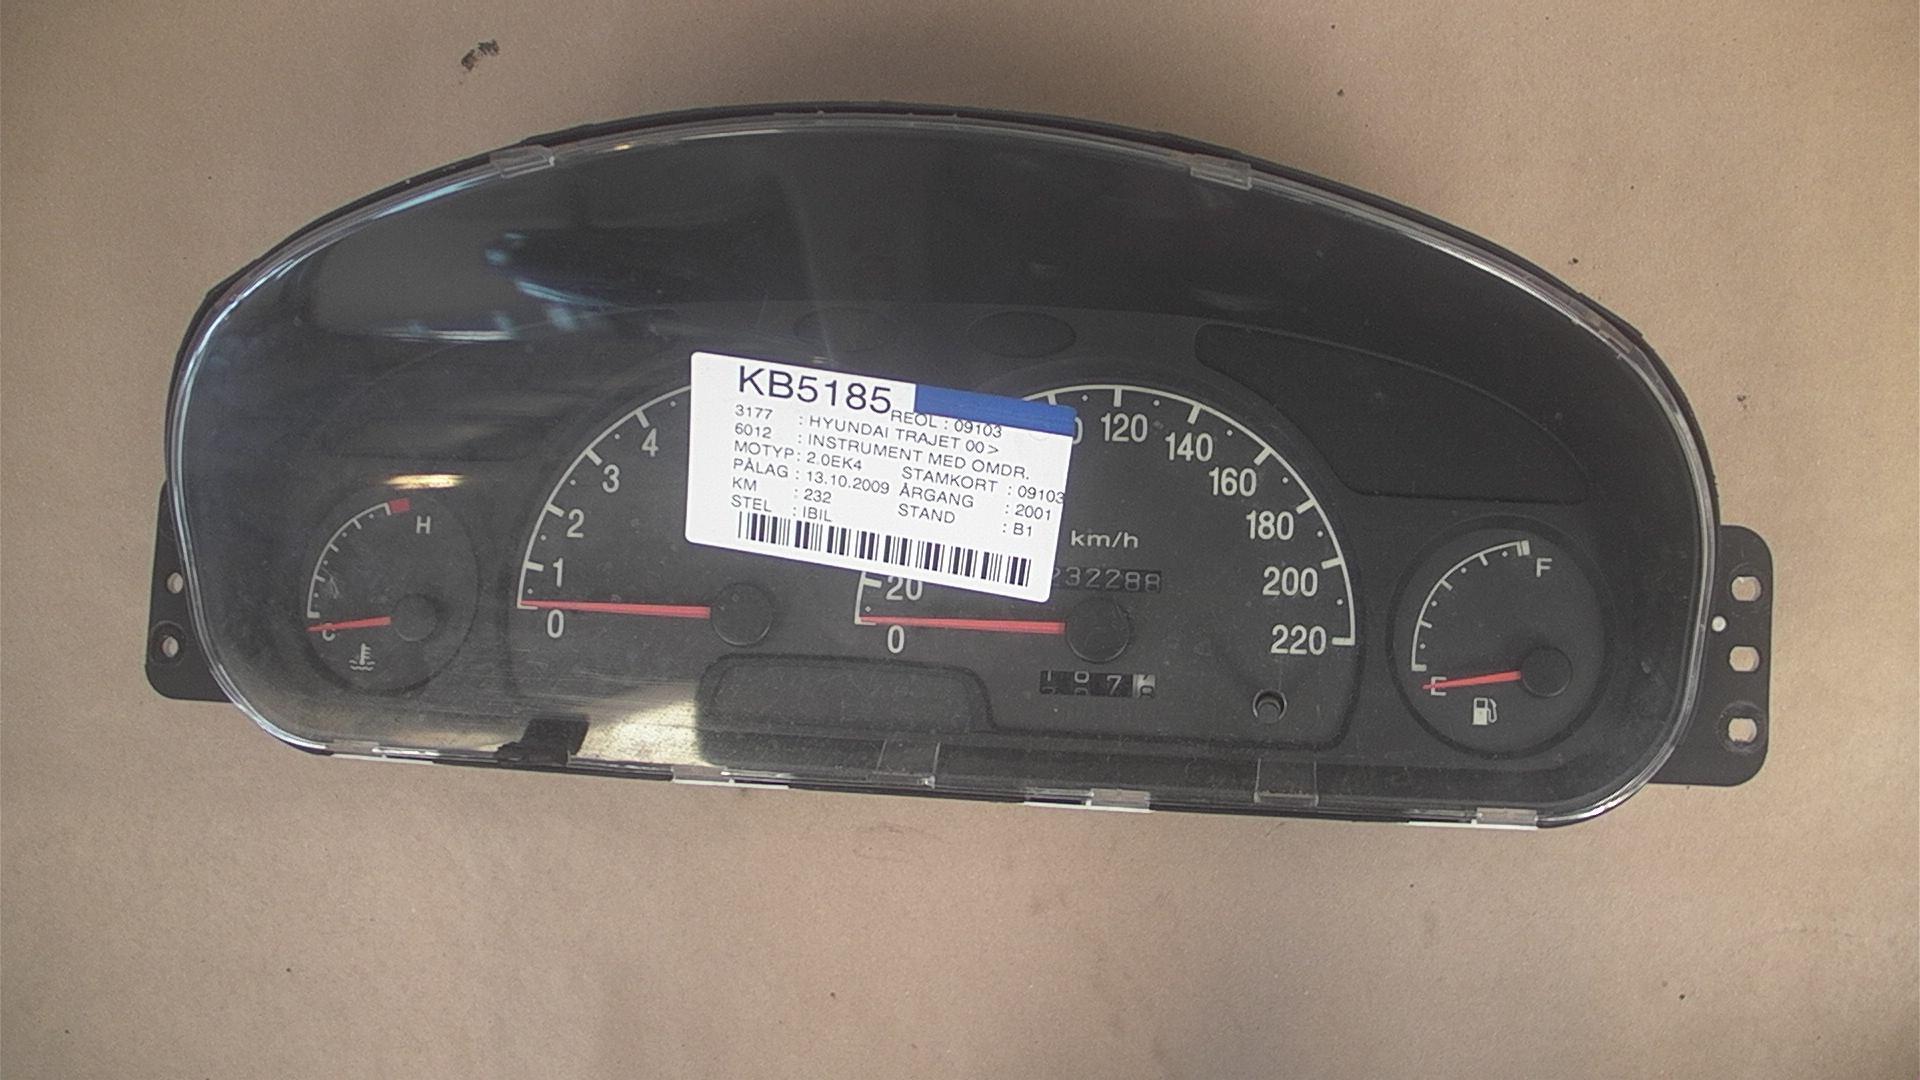 KB5185
REOL : 09103
3177 : HYUNDAI TRAJET 00>
6012 : INSTRUMENT MED OMDR.
MOTYP : 2.0EK4 STAMKORT : 09103
PÅLAG : 13.10.2009 ÅRGANG : 2001
KM : 232 STAND : B1
STEL : IBIL
4
3
2
1
0
H
C
120
140
160
180
200
220
km/h
232288
20
0
7
F
E